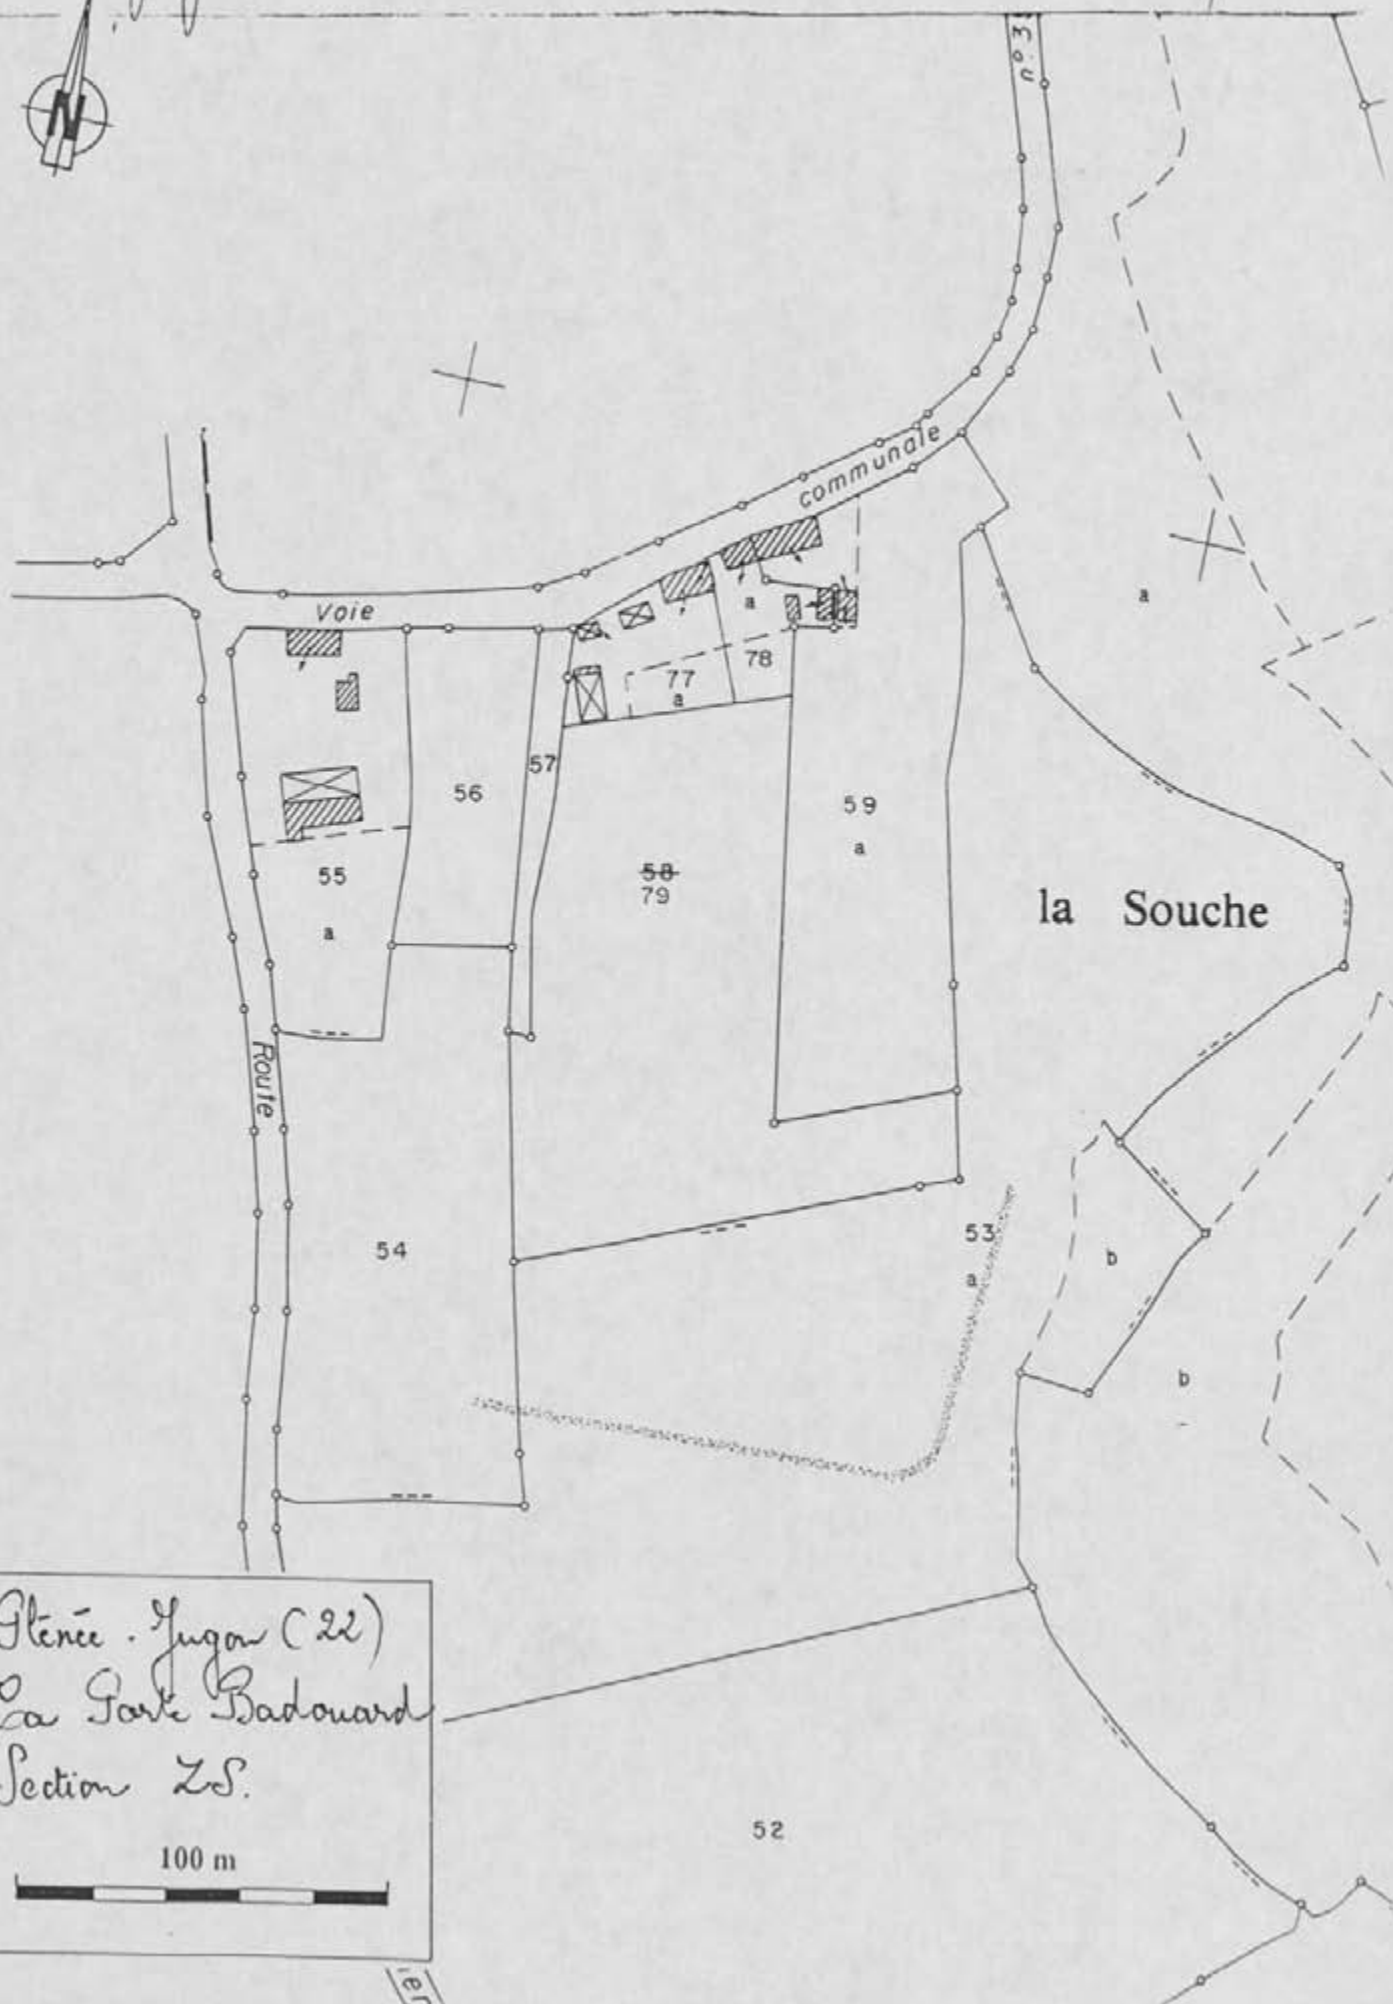 N
voie
communale
a
a
78
77
a
57
56
59
a
58
79
55
a
la Souche
Route
54
53
a
b
b
Plénée-Jugon (22)
La Porte Badouard
Section ZS.
100 m
52